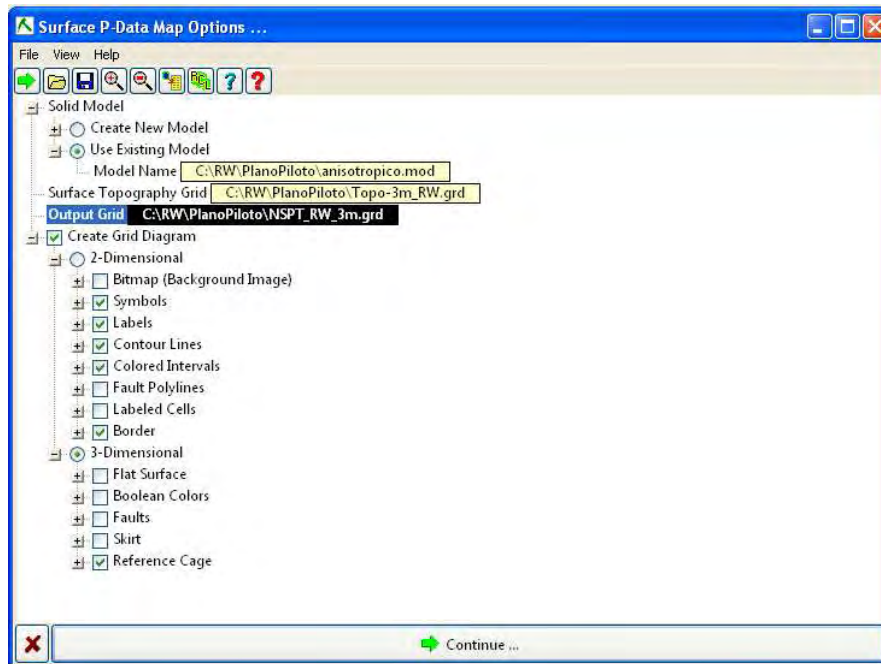 Surface P-Data Map Options ...
File View Help
Solid Model
Create New Model
Use Existing Model
Model Name C:\RW\PlanoPiloto\anisotropico.mod
Surface Topography Grid C:\RW\PlanoPiloto\Topo-3m_RW.grd
Output Grid C:\RW\PlanoPiloto\NSPT_RW_3m.grd
Create Grid Diagram
2-Dimensional
Bitmap (Background Image)
Symbols
Labels
Contour Lines
Colored Intervals
Fault Polylines
Labeled Cells
Border
3-Dimensional
Flat Surface
Boolean Colors
Faults
Skirt
Reference Cage
Continue ...